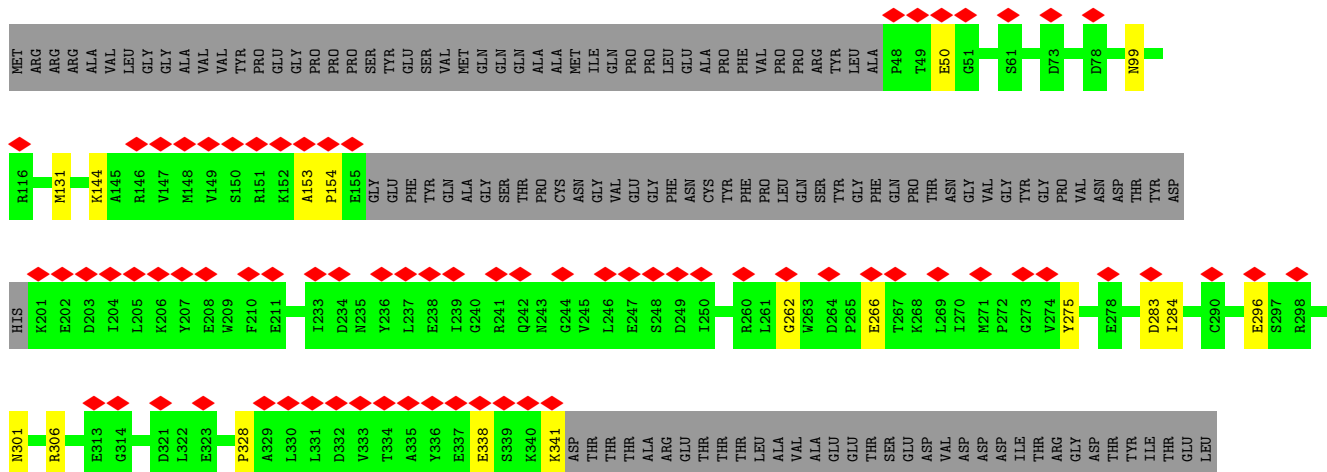 MET ARG ARG ARG ALA VAL LEU GLY GLY ALA VAL VAL TYR PRO GLU GLY PRO PRO PRO SER TYR GLU SER VAL MET GLN GLN GLN ALA ALA MET ILE GLN PRO PRO LEU GLU ALA PRO PHE VAL PRO PRO ARG TYR LEU ALA P48 T49 E50 G51 S61 D73 D78 N99
R116 M131 K144 A145 R146 V147 M148 V149 S150 R151 K152 A153 P154 E155 GLY GLU PHE TYR GLN ALA GLY SER THR PRO CYS ASN GLY VAL GLU GLY PHE ASN CYS TYR PHE PRO LEU GLN SER TYR GLY PHE GLN PRO THR ASN GLY VAL GLY TYR GLY PRO VAL ASN ASP THR TYR ASP
HIS K201 E202 D203 I204 L205 K206 Y207 E208 W209 F210 E211 I233 D234 N235 Y236 L237 E238 I239 G240 R241 Q242 N243 G244 V245 L246 E247 S248 D249 I250 R260 L261 G262 W263 D264 P265 E266 T267 K268 L269 I270 M271 P272 G273 V274 Y275 E278 D283 I284 C290 E296 S297 R298
N301 R306 E313 G314 D321 L322 E323 P328 A329 L330 L331 D332 V333 T334 A335 Y336 E337 E338 S339 K340 K341 ASP THR THR THR ALA ARG GLU THR THR THR LEU ALA VAL ALA GLU GLU THR SER GLU ASP VAL ASP ASP ASP ILE THR ARG GLY ASP THR TYR ILE THR GLU LEU